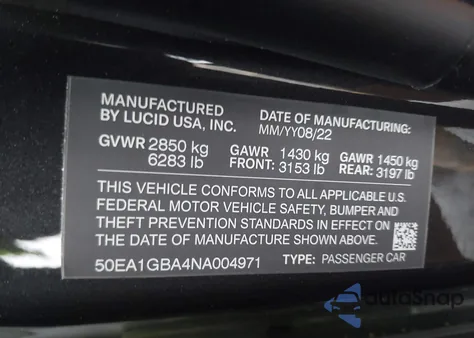 MANUFACTURED
BY LUCID USA, INC.
DATE OF MANUFACTURING:
MM/YY08/22
GVWR 2850 kg
6283 lb
GAWR 1430 kg
FRONT: 3153 lb
GAWR 1450 kg
REAR: 3197 lb
THIS VEHICLE CONFORMS TO ALL APPLICABLE U.S.
FEDERAL MOTOR VEHICLE SAFETY, BUMPER AND
THEFT PREVENTION STANDARDS IN EFFECT ON
THE DATE OF MANUFACTURE SHOWN ABOVE.
50EA1GBA4NA004971
TYPE: PASSENGER CAR
AutoSnap